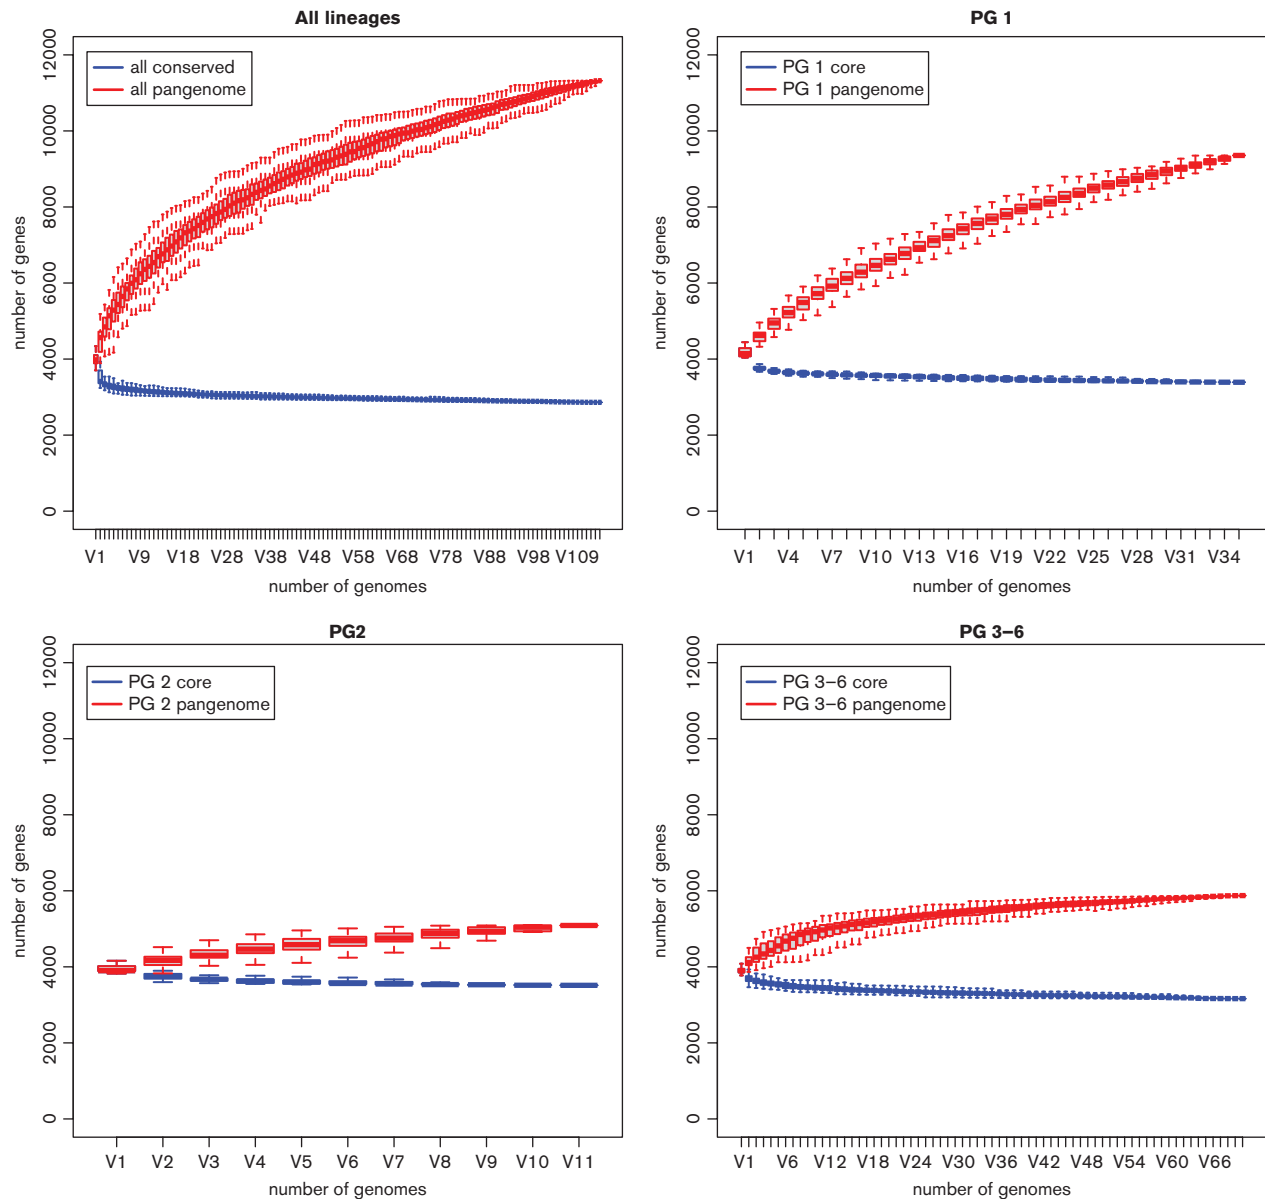 All lineages
all conserved
all pangenome
12000
10000
8000
6000
4000
2000
0
number of genes
V1 V9 V18 V28 V38 V48 V58 V68 V78 V88 V98 V109
number of genomes
PG 1
PG 1 core
PG 1 pangenome
12000
10000
8000
6000
4000
2000
0
number of genes
V1 V4 V7 V10 V13 V16 V19 V22 V25 V28 V31 V34
number of genomes
PG2
PG 2 core
PG 2 pangenome
12000
10000
8000
6000
4000
2000
0
number of genes
V1 V2 V3 V4 V5 V6 V7 V8 V9 V10 V11
number of genomes
PG 3–6
PG 3–6 core
PG 3–6 pangenome
12000
10000
8000
6000
4000
2000
0
number of genes
V1 V6 V12 V18 V24 V30 V36 V42 V48 V54 V60 V66
number of genomes